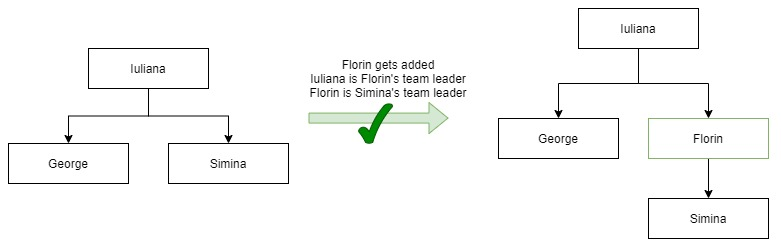 Iuliana
George
Simina
Florin gets added
Iuliana is Florin's team leader
Florin is Simina's team leader
Iuliana
George
Florin
Simina